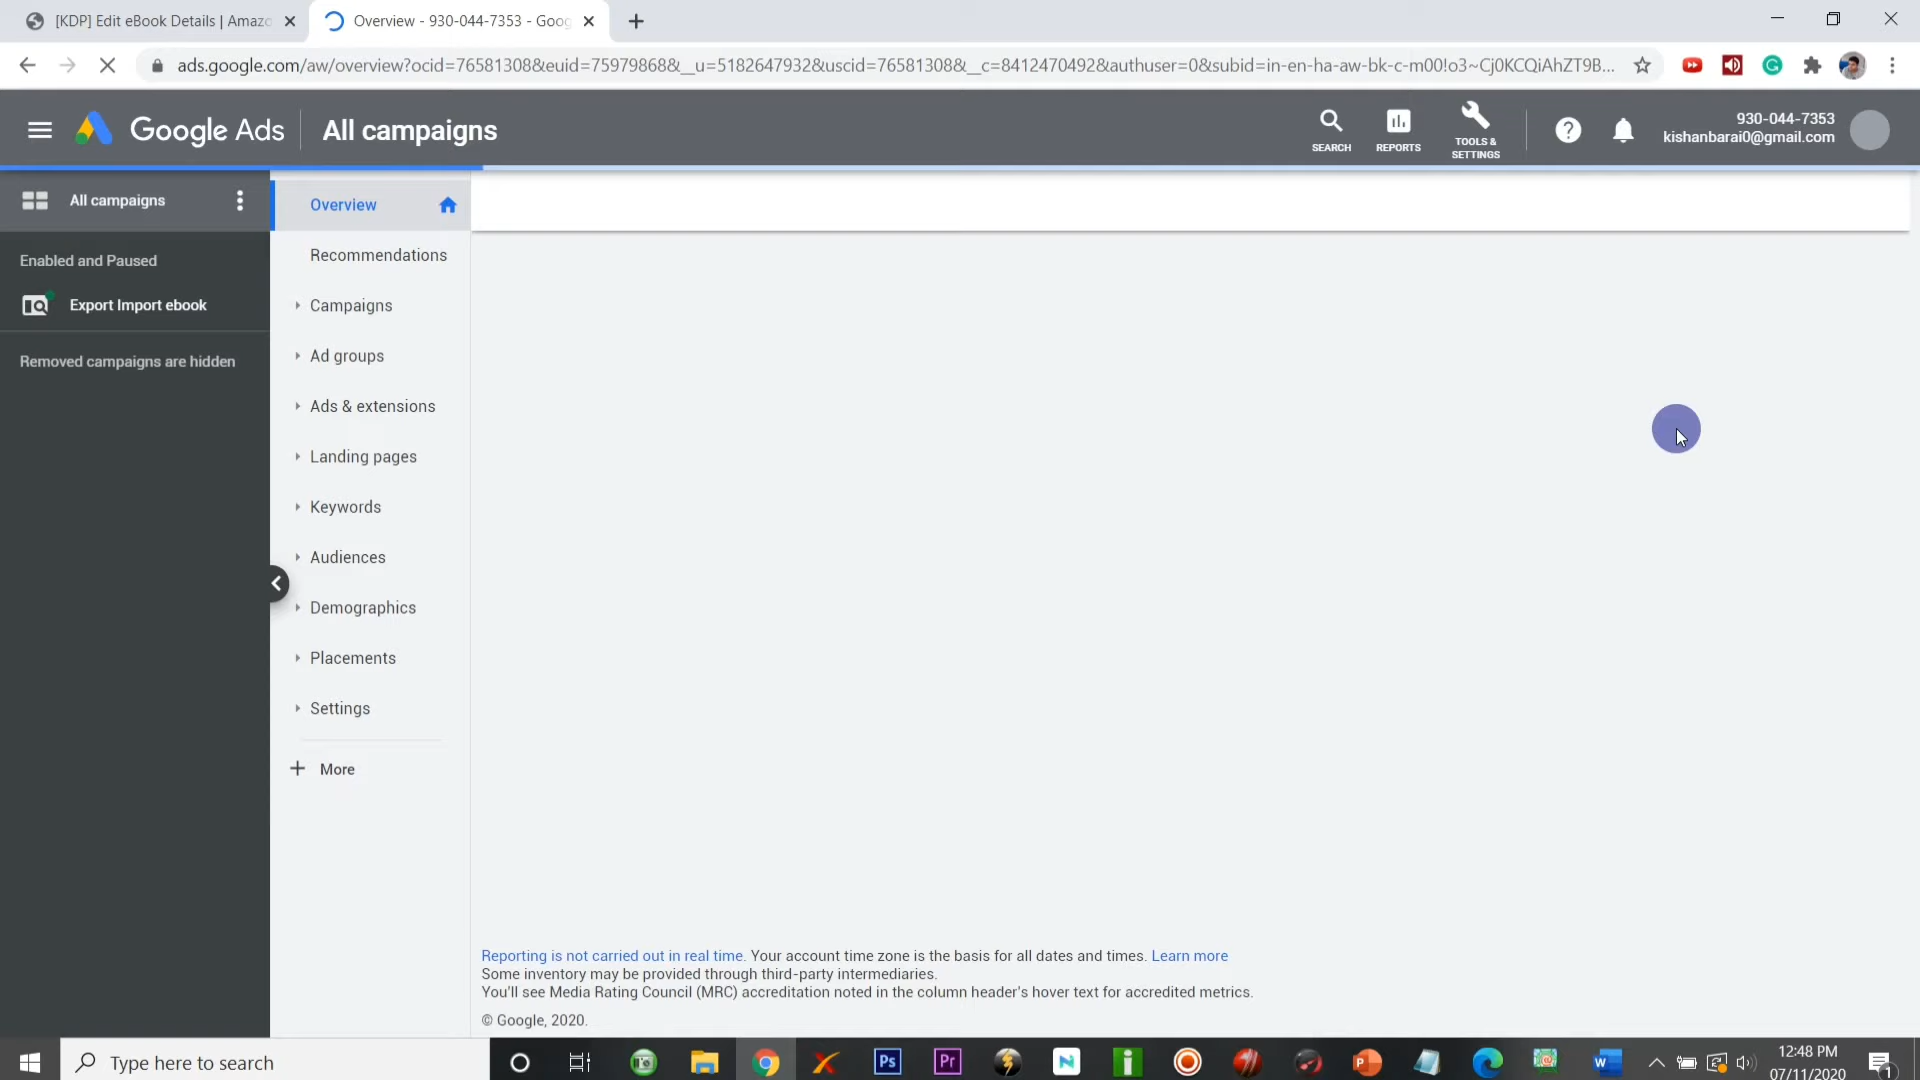 [KDP] Edit eBook Details | Amazo
Overview - 930-044-7353 - Goog
ads.google.com/aw/overview?ocid=76581308&euid=75979868&__u=5182647932&uscid=76581308&__c=8412470492&authuser=0&subid=in-en-ha-aw-bk-c-m00!o3~Cj0KCQiAhZT9B...
Google Ads
All campaigns
SEARCH
REPORTS
TOOLS &
SETTINGS
930-044-7353
kishanbarai0@gmail.com
All campaigns
Enabled and Paused
Export Import ebook
Removed campaigns are hidden
Overview
Recommendations
Campaigns
Ad groups
Ads & extensions
Landing pages
Keywords
Audiences
Demographics
Placements
Settings
More
Reporting is not carried out in real time. Your account time zone is the basis for all dates and times. Learn more
Some inventory may be provided through third-party intermediaries.
You'll see Media Rating Council (MRC) accreditation noted in the column header's hover text for accredited metrics.
© Google, 2020.
Type here to search
Ps
Pr
12:48 PM
07/11/2020
1